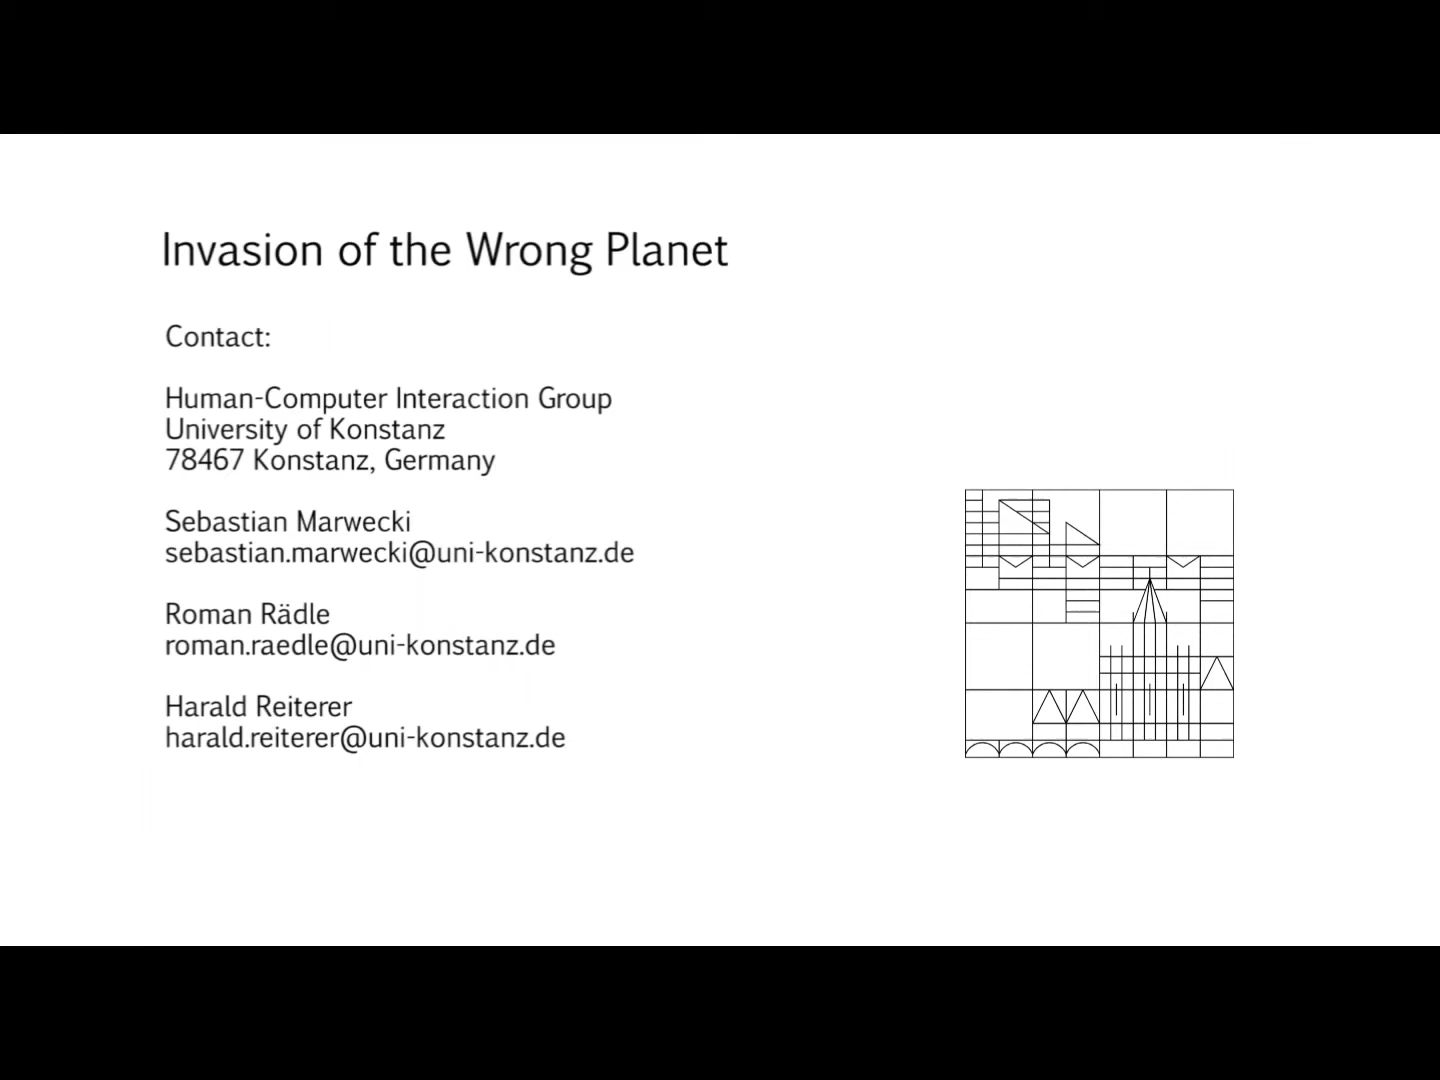 Invasion of the Wrong Planet
Contact:
Human-Computer Interaction Group
University of Konstanz
78467 Konstanz, Germany
Sebastian Marwecki
sebastian.marwecki@uni-konstanz.de
Roman Rädle
roman.raedle@uni-konstanz.de
Harald Reiterer
harald.reiterer@uni-konstanz.de